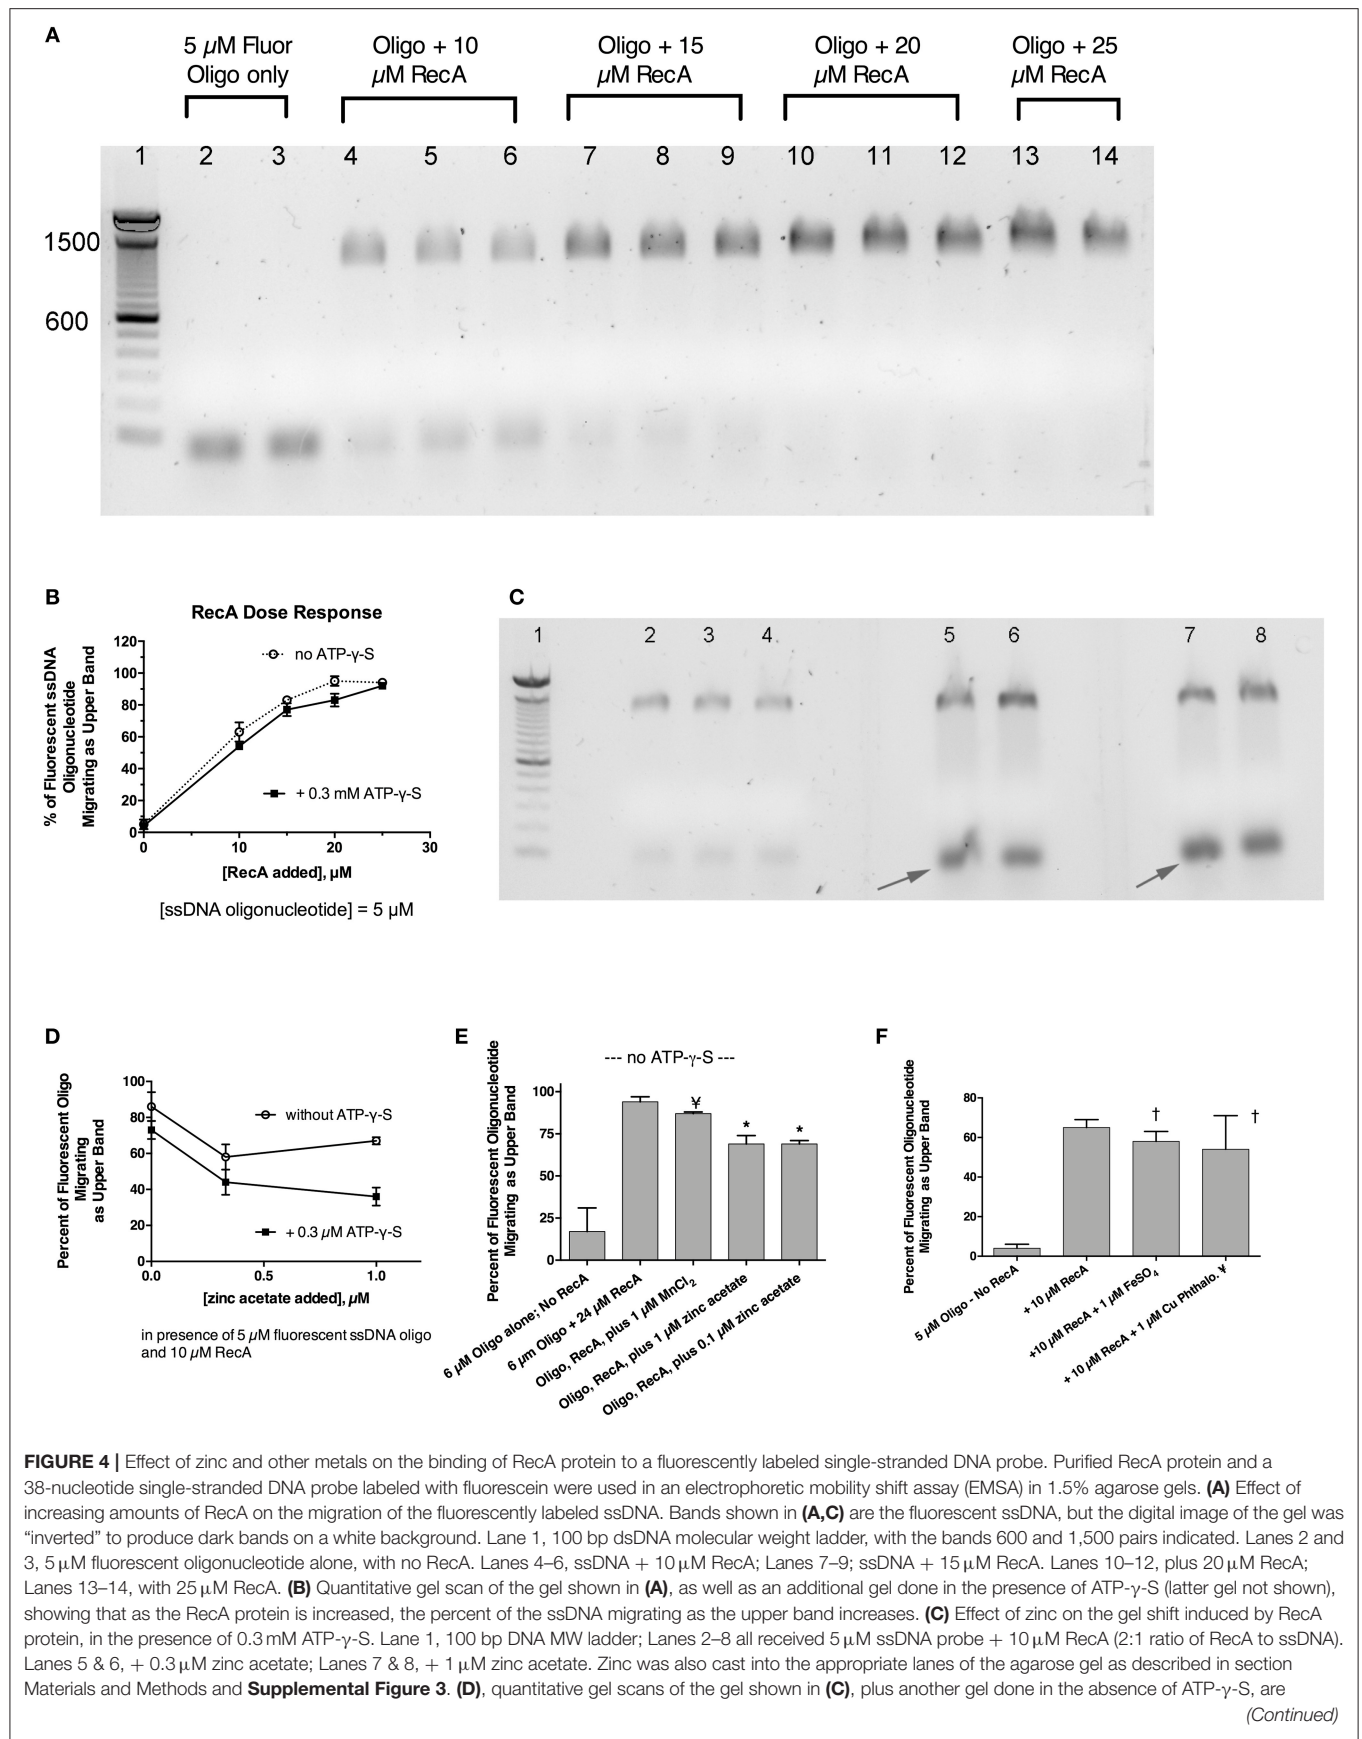 A
5 µM Fluor
Oligo only
Oligo + 10
µM RecA
Oligo + 15
µM RecA
Oligo + 20
µM RecA
Oligo + 25
µM RecA
1 2 3 4 5 6 7 8 9 10 11 12 13 14
1500
600
B
RecA Dose Response
% of Fluorescent ssDNA
Oligonucleotide
Migrating as Upper Band
120
100
80
60
40
20
0
no ATP-γ-S
+ 0.3 mM ATP-γ-S
0 10 20 30
[RecA added], µM
[ssDNA oligonucleotide] = 5 µM
C
1 2 3 4 5 6 7 8
D
Percent of Fluorescent Oligo
Migrating
as Upper Band
100
80
60
40
20
0
without ATP-γ-S
+ 0.3 µM ATP-γ-S
0.0 0.5 1.0
[zinc acetate added], µM
in presence of 5 µM fluorescent ssDNA oligo
and 10 µM RecA
E
Percent of Fluorescent Oligonucleotide
Migrating as Upper Band
--- no ATP-γ-S ---
100
75
50
25
0
¥
*
*
6 µM Oligo alone; No RecA
6 µm Oligo + 24 µM RecA
Oligo, RecA, plus 1 µM MnCl2
Oligo, RecA, plus 1 µM zinc acetate
Oligo, RecA, plus 0.1 µM zinc acetate
F
Percent of Fluorescent Oligonucleotide
Migrating as Upper Band
80
60
40
20
0
†
†
5 µM Oligo - No RecA
+ 10 µM RecA
+10 µM RecA + 1 µM FeSO4
+ 10 µM RecA + 1 µM Cu Phthalo. ¥
FIGURE 4 | Effect of zinc and other metals on the binding of RecA protein to a fluorescently labeled single-stranded DNA probe. Purified RecA protein and a
38-nucleotide single-stranded DNA probe labeled with fluorescein were used in an electrophoretic mobility shift assay (EMSA) in 1.5% agarose gels. (A) Effect of
increasing amounts of RecA on the migration of the fluorescently labeled ssDNA. Bands shown in (A,C) are the fluorescent ssDNA, but the digital image of the gel was
“inverted” to produce dark bands on a white background. Lane 1, 100 bp dsDNA molecular weight ladder, with the bands 600 and 1,500 pairs indicated. Lanes 2 and
3, 5 µM fluorescent oligonucleotide alone, with no RecA. Lanes 4–6, ssDNA + 10 µM RecA; Lanes 7–9; ssDNA + 15 µM RecA. Lanes 10–12, plus 20 µM RecA;
Lanes 13–14, with 25 µM RecA. (B) Quantitative gel scan of the gel shown in (A), as well as an additional gel done in the presence of ATP-γ-S (latter gel not shown),
showing that as the RecA protein is increased, the percent of the ssDNA migrating as the upper band increases. (C) Effect of zinc on the gel shift induced by RecA
protein, in the presence of 0.3 mM ATP-γ-S. Lane 1, 100 bp DNA MW ladder; Lanes 2–8 all received 5 µM ssDNA probe + 10 µM RecA (2:1 ratio of RecA to ssDNA).
Lanes 5 & 6, + 0.3 µM zinc acetate; Lanes 7 & 8, + 1 µM zinc acetate. Zinc was also cast into the appropriate lanes of the agarose gel as described in section
Materials and Methods and Supplemental Figure 3. (D), quantitative gel scans of the gel shown in (C), plus another gel done in the absence of ATP-γ-S, are
(Continued)